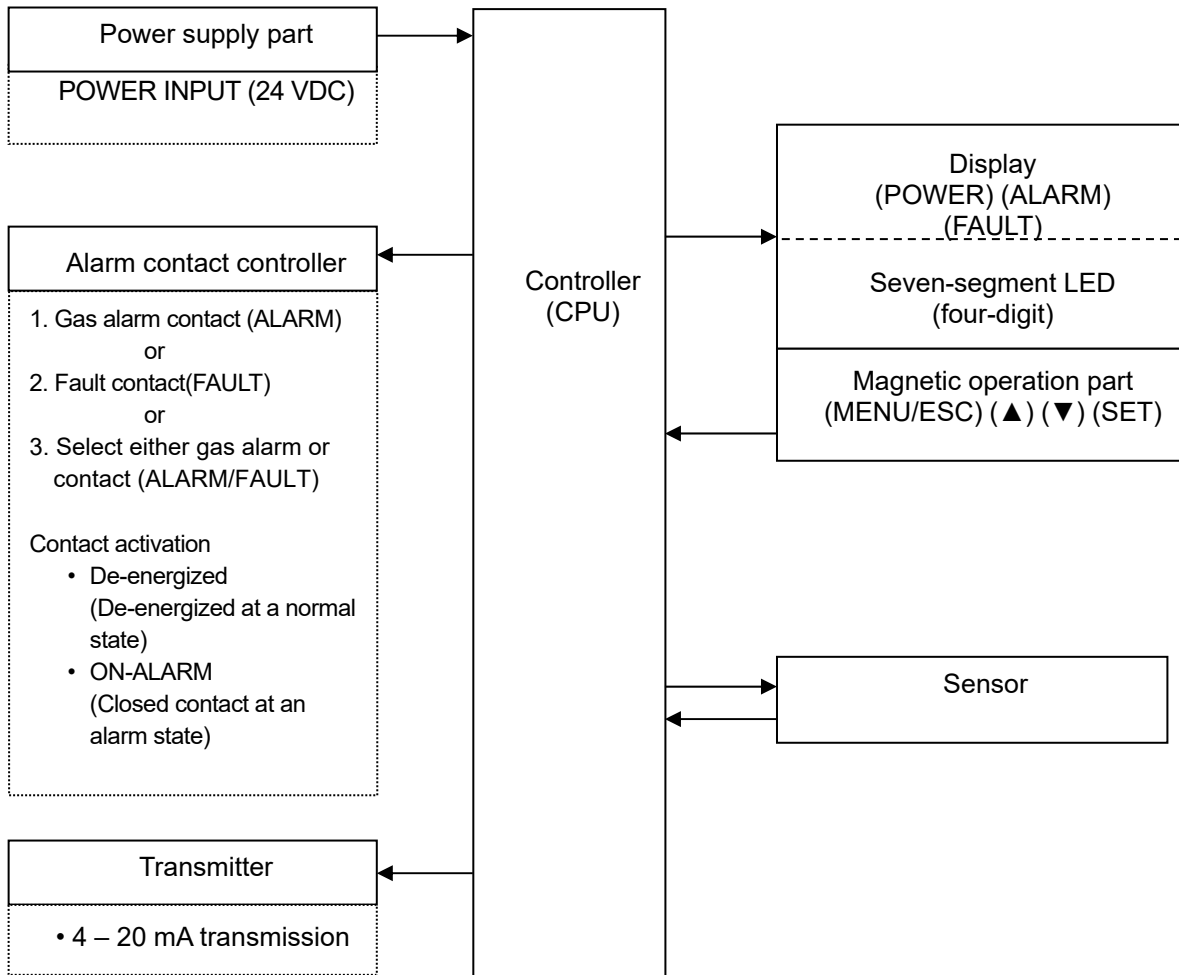 Power supply part
POWER INPUT (24 VDC)
Alarm contact controller
1. Gas alarm contact (ALARM)
or
2. Fault contact(FAULT)
or
3. Select either gas alarm or
contact (ALARM/FAULT)
Contact activation
• De-energized
(De-energized at a normal
state)
• ON-ALARM
(Closed contact at an
alarm state)
Transmitter
• 4 – 20 mA transmission
Controller
(CPU)
Display
(POWER) (ALARM)
(FAULT)
Seven-segment LED
(four-digit)
Magnetic operation part
(MENU/ESC) (▲) (▼) (SET)
Sensor